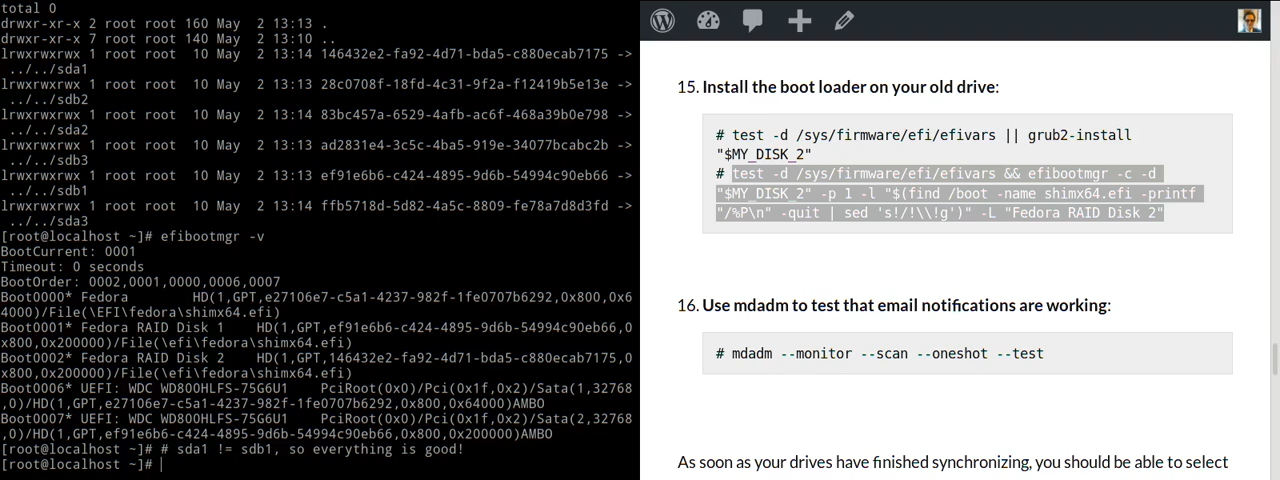 total 0
drwxr-xr-x 2 root root 160 May  2 13:13 .
drwxr-xr-x 7 root root 140 May  2 13:10 ..
lrwxrwxrwx 1 root root  10 May  2 13:14 146432e2-fa92-4d71-bda5-c880ecab7175 ->
 ../../sda1
lrwxrwxrwx 1 root root  10 May  2 13:13 28c0708f-18fd-4c31-9f2a-f12419b5e13e ->
 ../../sdb2
lrwxrwxrwx 1 root root  10 May  2 13:14 83bc457a-6529-4afb-ac6f-468a39b0e798 ->
 ../../sda2
lrwxrwxrwx 1 root root  10 May  2 13:13 ad2831e4-3c5c-4ba5-919e-34077bcabc2b ->
 ../../sdb3
lrwxrwxrwx 1 root root  10 May  2 13:13 ef91e6b6-c424-4895-9d6b-54994c90eb66 ->
 ../../sdb1
lrwxrwxrwx 1 root root  10 May  2 13:14 ffb5718d-5d82-4a5c-8809-fe78a7d8d3fd ->
 ../../sda3
[root@localhost ~]# efibootmgr -v
BootCurrent: 0001
Timeout: 0 seconds
BootOrder: 0002,0001,0000,0006,0007
Boot0000* Fedora        HD(1,GPT,e27106e7-c5a1-4237-982f-1fe0707b6292,0x800,0x6
4000)/File(\EFI\fedora\shimx64.efi)
Boot0001* Fedora RAID Disk 1    HD(1,GPT,ef91e6b6-c424-4895-9d6b-54994c90eb66,0
x800,0x200000)/File(\efi\fedora\shimx64.efi)
Boot0002* Fedora RAID Disk 2    HD(1,GPT,146432e2-fa92-4d71-bda5-c880ecab7175,0
x800,0x200000)/File(\efi\fedora\shimx64.efi)
Boot0006* UEFI: WDC WD800HLFS-75G6U1    PciRoot(0x0)/Pci(0x1f,0x2)/Sata(1,32768
,0)/HD(1,GPT,e27106e7-c5a1-4237-982f-1fe0707b6292,0x800,0x64000)AMBO
Boot0007* UEFI: WDC WD800HLFS-75G6U1    PciRoot(0x0)/Pci(0x1f,0x2)/Sata(2,32768
,0)/HD(1,GPT,ef91e6b6-c424-4895-9d6b-54994c90eb66,0x800,0x200000)AMBO
[root@localhost ~]# # sda1 != sdb1, so everything is good!
[root@localhost ~]#
15. Install the boot loader on your old drive:
# test -d /sys/firmware/efi/efivars || grub2-install
"$MY_DISK_2"
# test -d /sys/firmware/efi/efivars && efibootmgr -c -d
"$MY_DISK_2" -p 1 -l "$(find /boot -name shimx64.efi -printf
"/%P\n" -quit | sed 's!/!\\!g')" -L "Fedora RAID Disk 2"
16. Use mdadm to test that email notifications are working:
# mdadm --monitor --scan --oneshot --test
As soon as your drives have finished synchronizing, you should be able to select